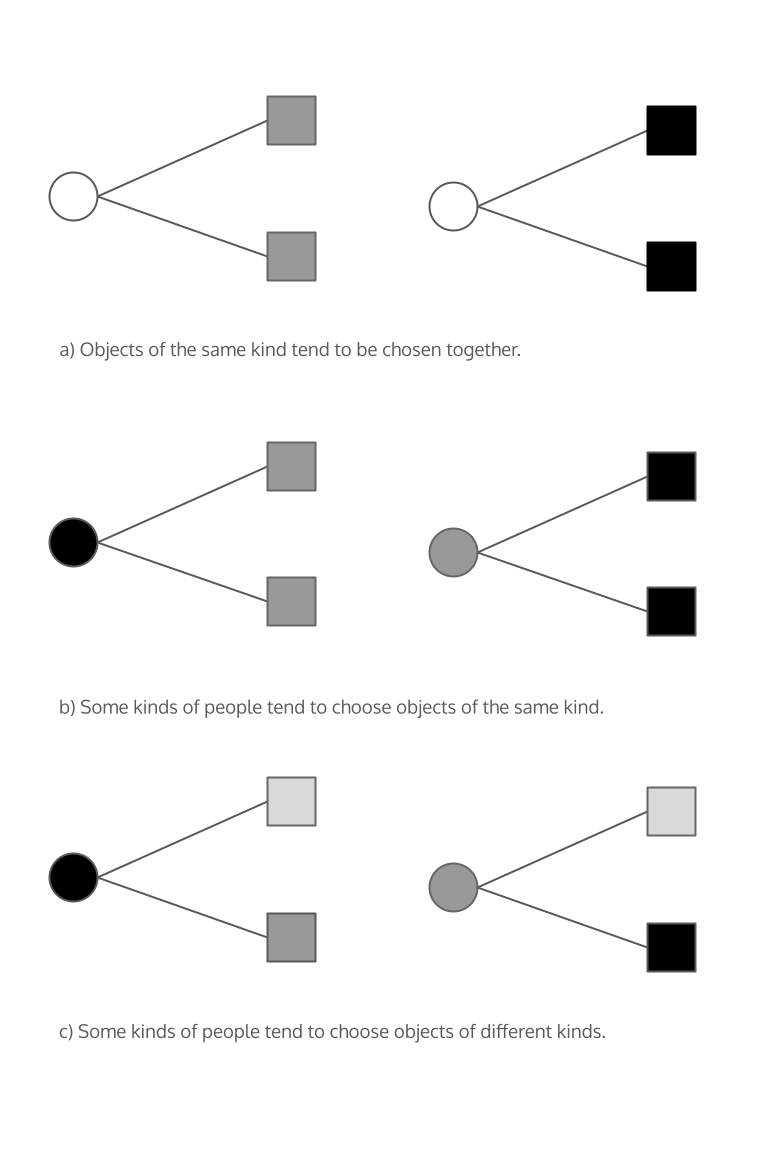 a) Objects of the same kind tend to be chosen together.
b) Some kinds of people tend to choose objects of the same kind.
c) Some kinds of people tend to choose objects of different kinds.